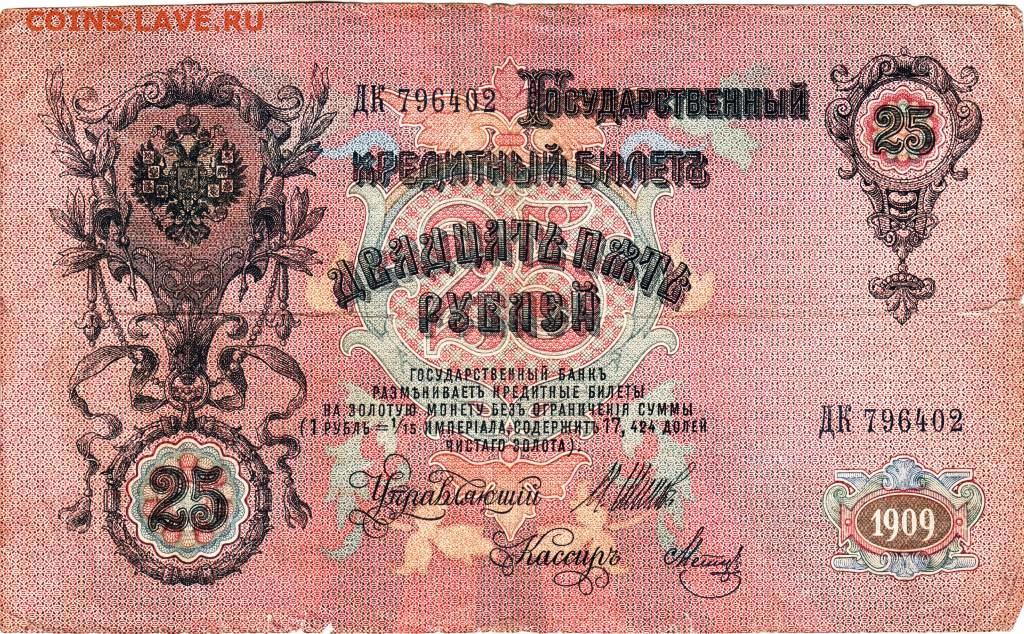 COINS.LAVE.РУ
ДК 796402 Государственный
25
кредитный билетъ
25
Двадцать пять
рублей
Государственный Банкъ
размѣниваетъ кредитные билеты
на золотую монету безъ ограниченія суммы
(1 рубль = 1/15 имперіала, содержитъ 17,424 долей
чистаго золота).
ДК 796402
25
Управляющій
1909
Кассиръ